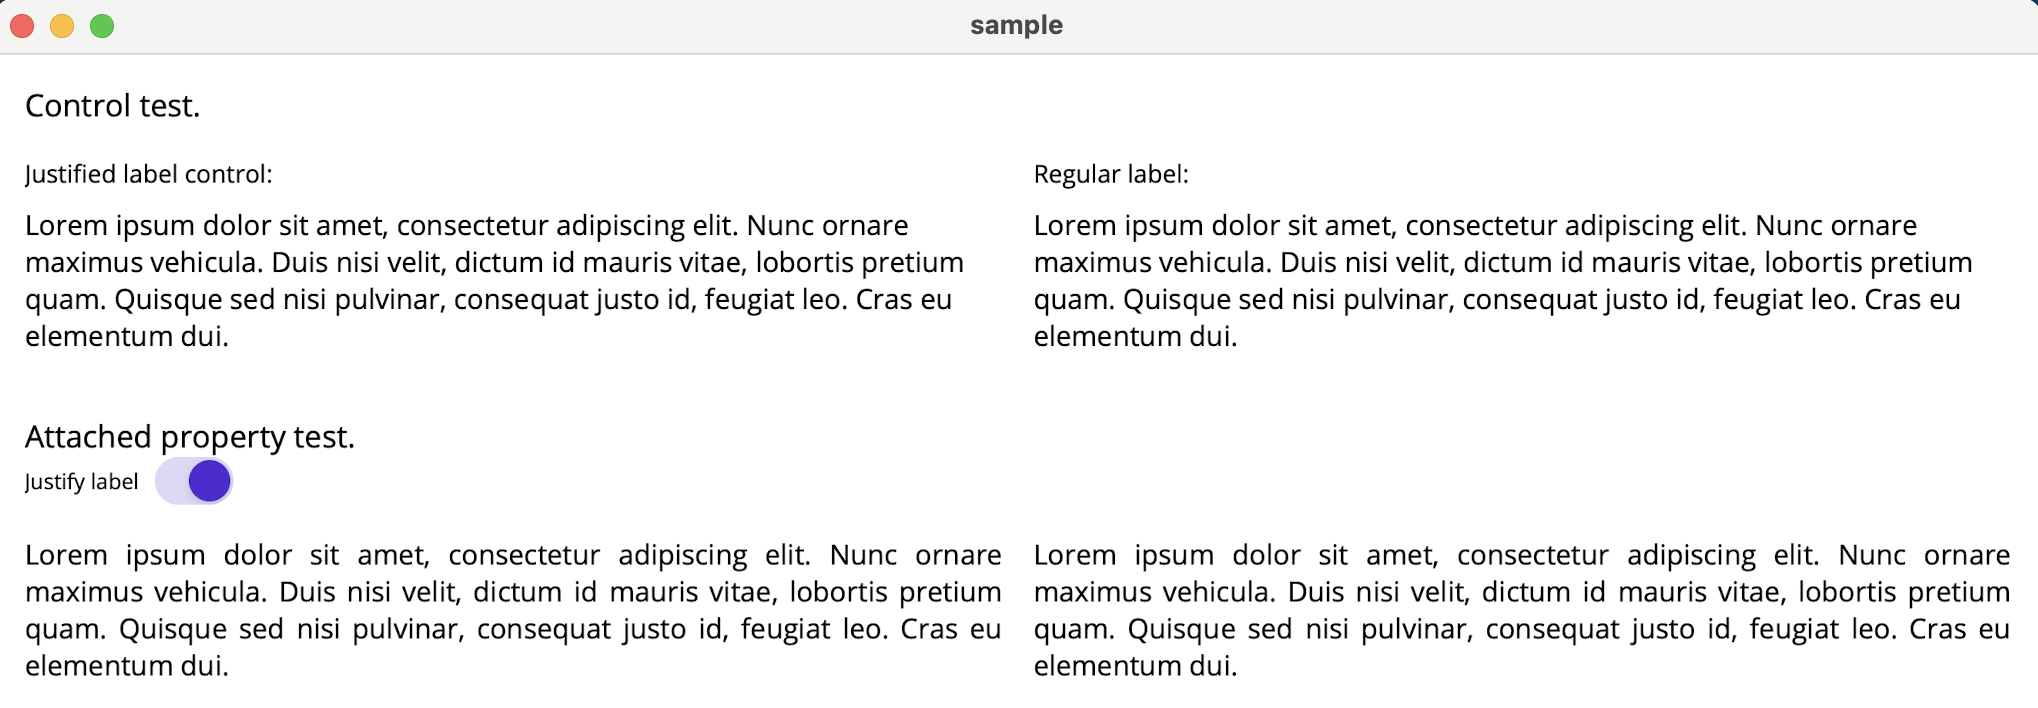 sample
Control test.
Justified label control:
Lorem ipsum dolor sit amet, consectetur adipiscing elit. Nunc ornare
maximus vehicula. Duis nisi velit, dictum id mauris vitae, lobortis pretium
quam. Quisque sed nisi pulvinar, consequat justo id, feugiat leo. Cras eu
elementum dui.
Regular label:
Lorem ipsum dolor sit amet, consectetur adipiscing elit. Nunc ornare
maximus vehicula. Duis nisi velit, dictum id mauris vitae, lobortis pretium
quam. Quisque sed nisi pulvinar, consequat justo id, feugiat leo. Cras eu
elementum dui.
Attached property test.
Justify label
Lorem ipsum dolor sit amet, consectetur adipiscing elit. Nunc ornare
maximus vehicula. Duis nisi velit, dictum id mauris vitae, lobortis pretium
quam. Quisque sed nisi pulvinar, consequat justo id, feugiat leo. Cras eu
elementum dui.
Lorem ipsum dolor sit amet, consectetur adipiscing elit. Nunc ornare
maximus vehicula. Duis nisi velit, dictum id mauris vitae, lobortis pretium
quam. Quisque sed nisi pulvinar, consequat justo id, feugiat leo. Cras eu
elementum dui.